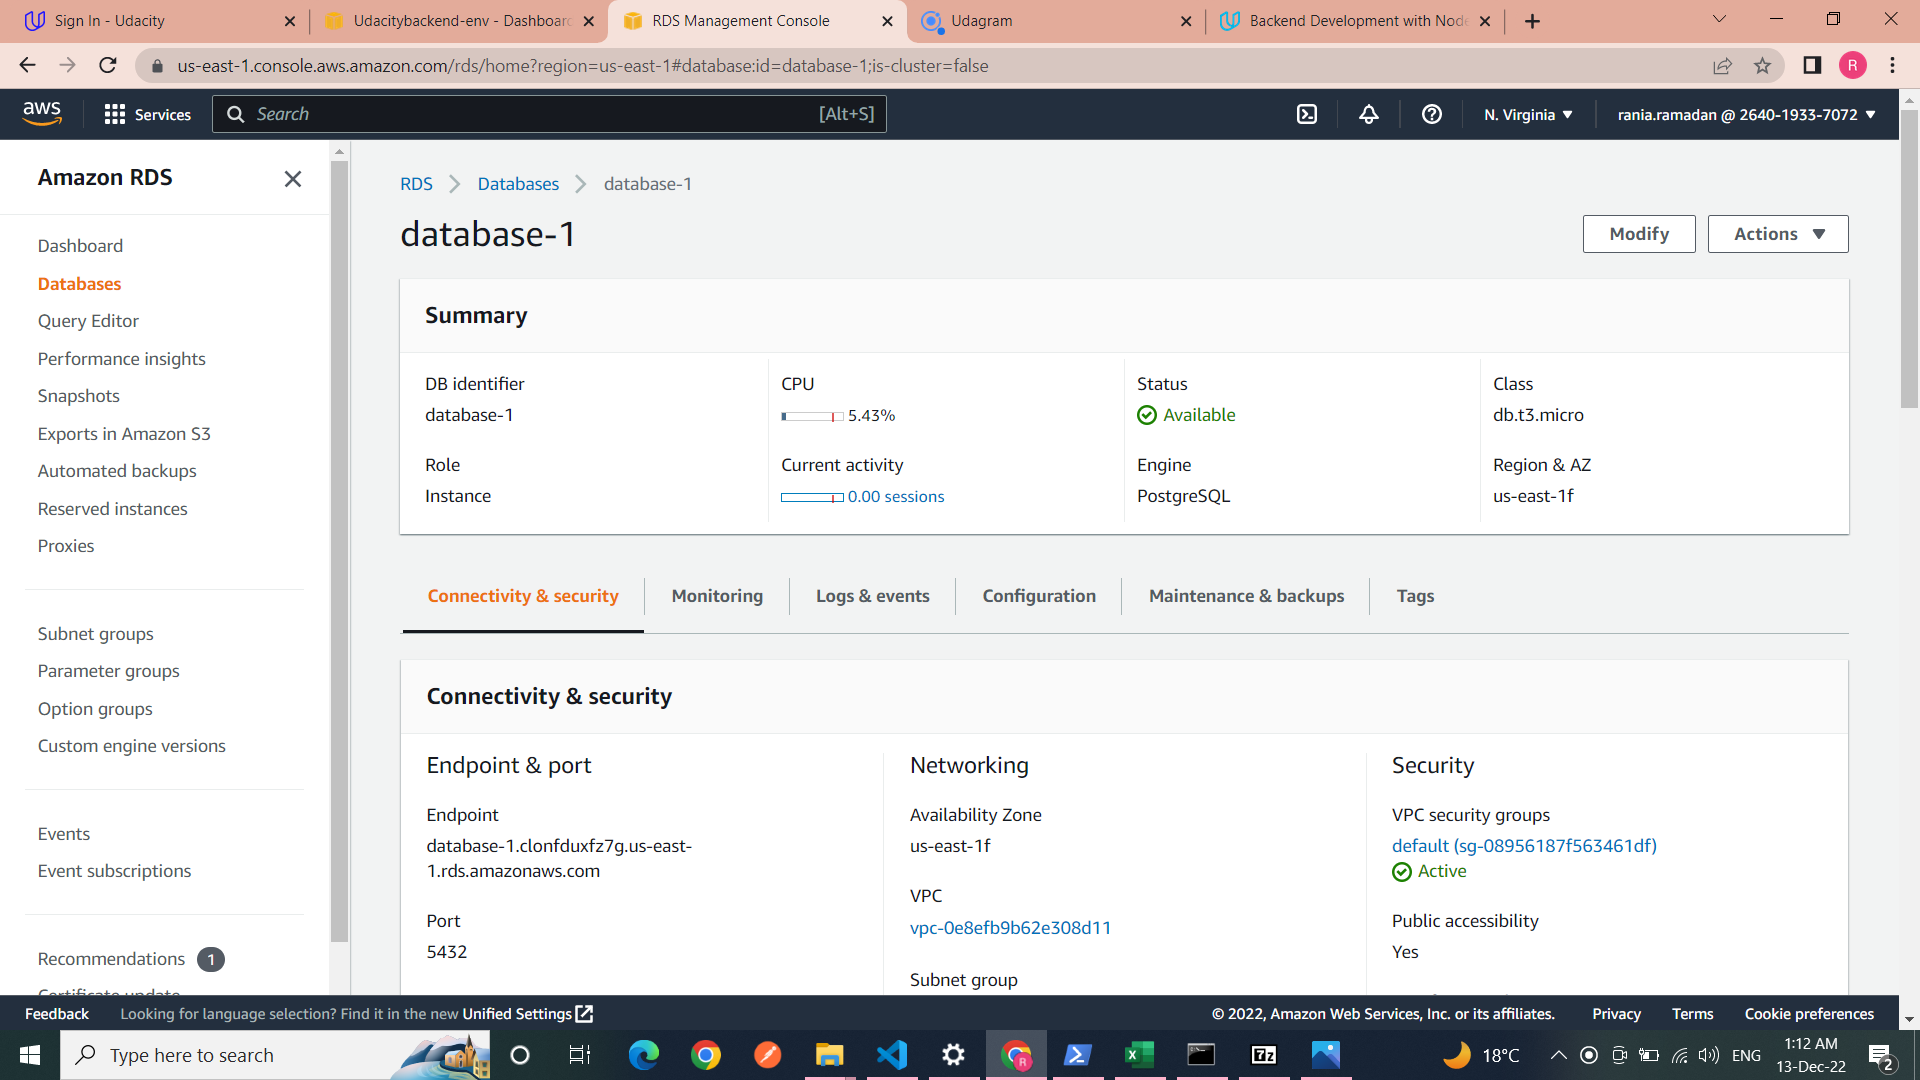 Sign In - Udacity
Udacitybackend-env - Dashboard
RDS Management Console
Udagram
Backend Development with Node
us-east-1.console.aws.amazon.com/rds/home?region=us-east-1#database:id=database-1;is-cluster=false
R
aws
Services
Search
[Alt+S]
N. Virginia
rania.ramadan @ 2640-1933-7072
Amazon RDS
Dashboard
Databases
Query Editor
Performance insights
Snapshots
Exports in Amazon S3
Automated backups
Reserved instances
Proxies
Subnet groups
Parameter groups
Option groups
Custom engine versions
Events
Event subscriptions
Recommendations 1
Certificate update
RDS > Databases > database-1
database-1
Modify
Actions
Summary
DB identifier
database-1
CPU
5.43%
Status
Available
Class
db.t3.micro
Role
Instance
Current activity
0.00 sessions
Engine
PostgreSQL
Region & AZ
us-east-1f
Connectivity & security
Monitoring
Logs & events
Configuration
Maintenance & backups
Tags
Connectivity & security
Endpoint & port
Endpoint
database-1.clonfduxfz7g.us-east-
1.rds.amazonaws.com
Port
5432
Networking
Availability Zone
us-east-1f
VPC
vpc-0e8efb9b62e308d11
Subnet group
Security
VPC security groups
default (sg-08956187f563461df)
Active
Public accessibility
Yes
Feedback
Looking for language selection? Find it in the new Unified Settings
© 2022, Amazon Web Services, Inc. or its affiliates.
Privacy
Terms
Cookie preferences
Type here to search
R
7z
18°C
ENG
1:12 AM
13-Dec-22
2